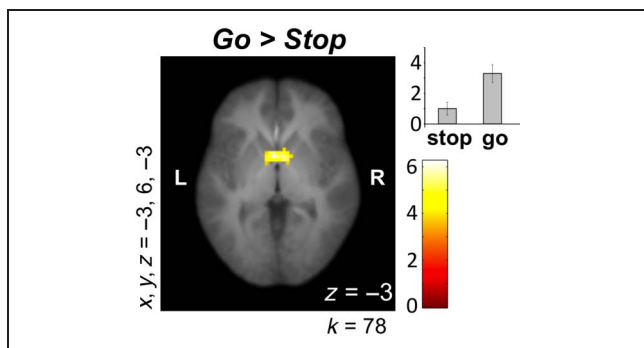 Go > Stop
x, y, z = −3, 6, −3
L
R
z = −3
k = 78
4
2
0
stop go
6
4
2
0